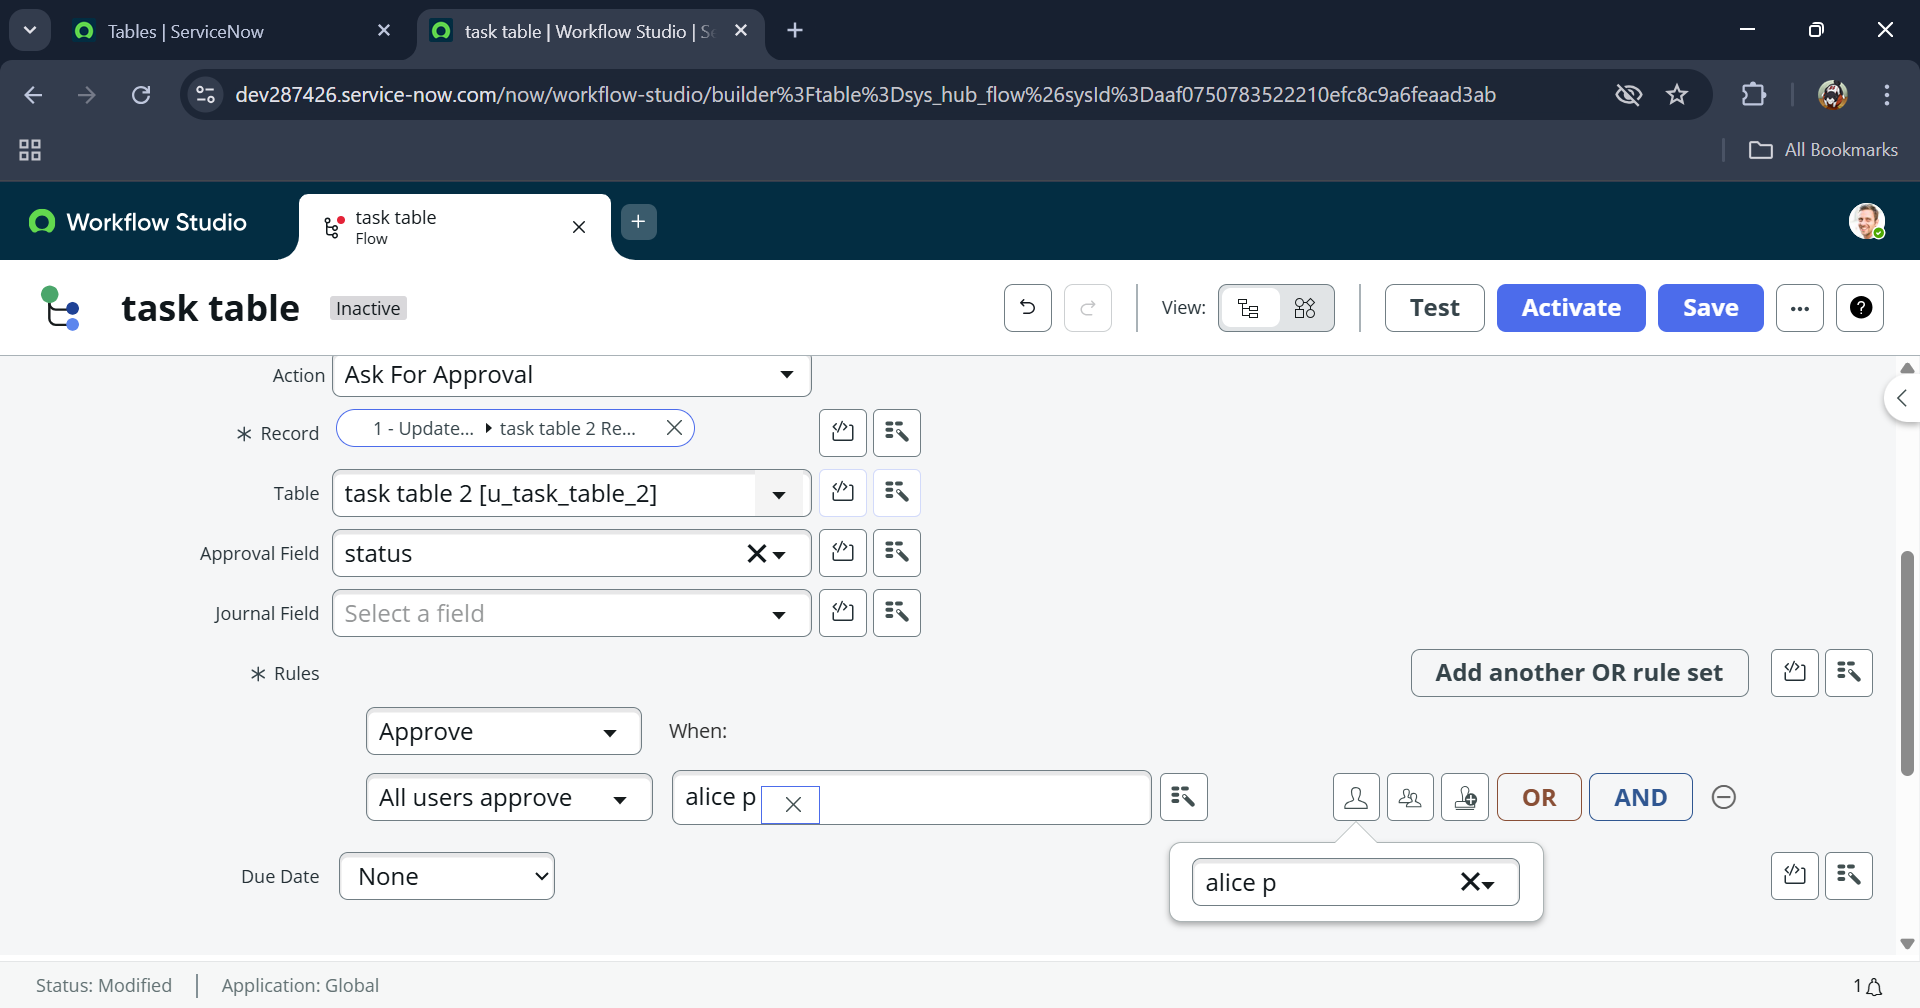 Tables | ServiceNow
task table | Workflow Studio | S
dev287426.service-now.com/now/workflow-studio/builder%3Ftable%3Dsys_hub_flow%26sysId%3Daaf0750783522210efc8c9a6feaad3ab
All Bookmarks
Workflow Studio
task table
Flow
task table
Inactive
View:
Test
Activate
Save
Action
Ask For Approval
* Record
1 - Update... task table 2 Re...
Table
task table 2 [u_task_table_2]
Approval Field
status
Journal Field
Select a field
* Rules
Add another OR rule set
Approve
When:
All users approve
alice p
OR
AND
alice p
Due Date
None
Status: Modified
Application: Global
1